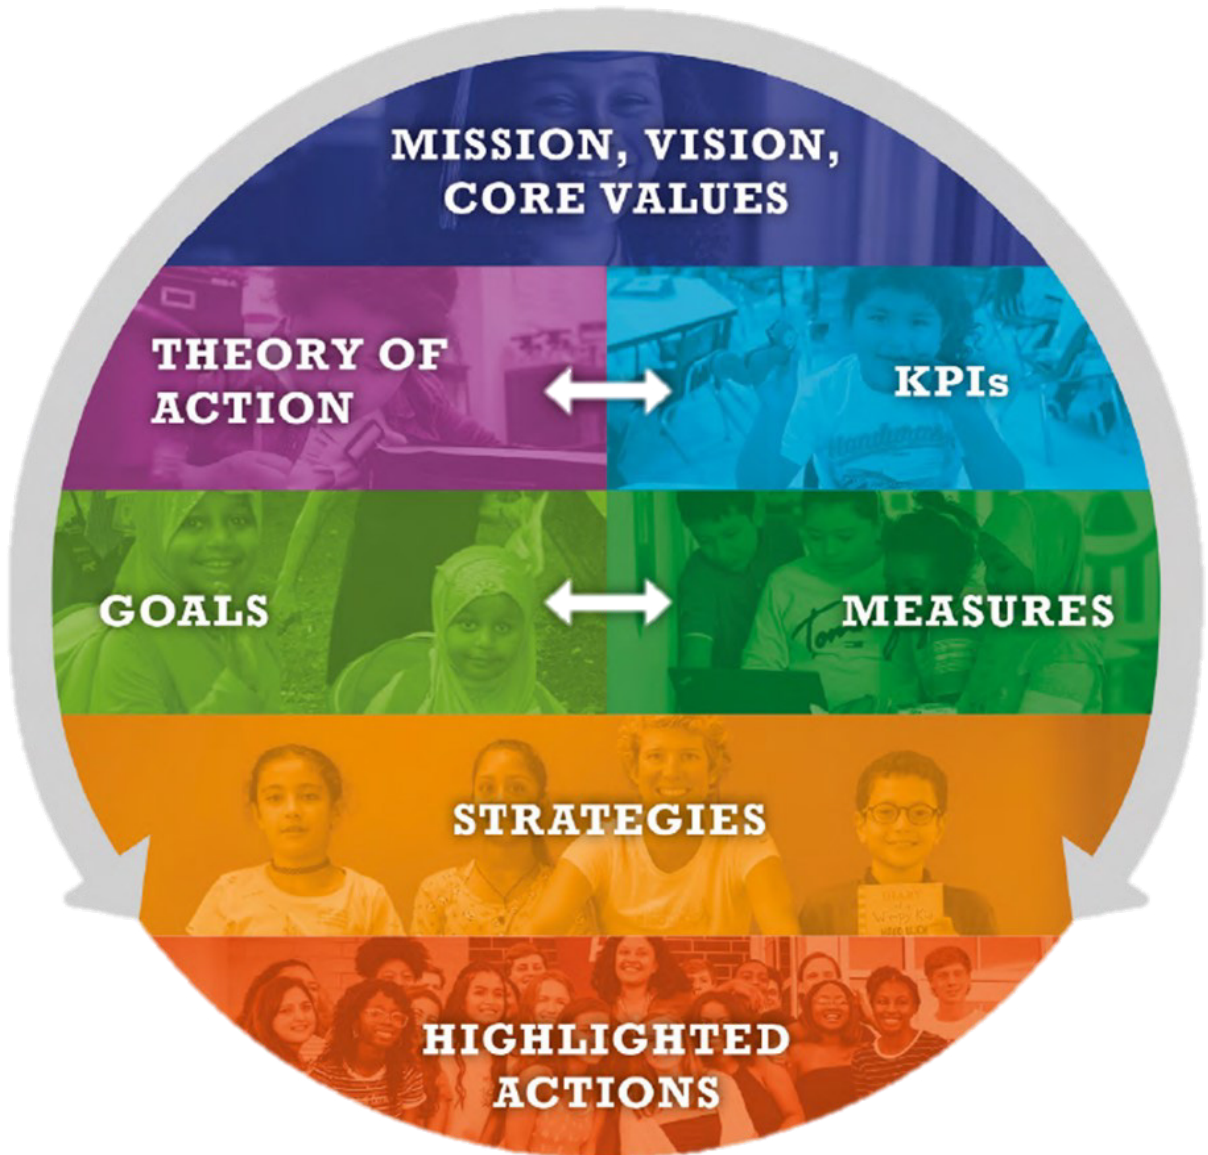 MISSION, VISION,
CORE VALUES
THEORY OF
ACTION
KPIs
GOALS
MEASURES
STRATEGIES
HIGHLIGHTED
ACTIONS